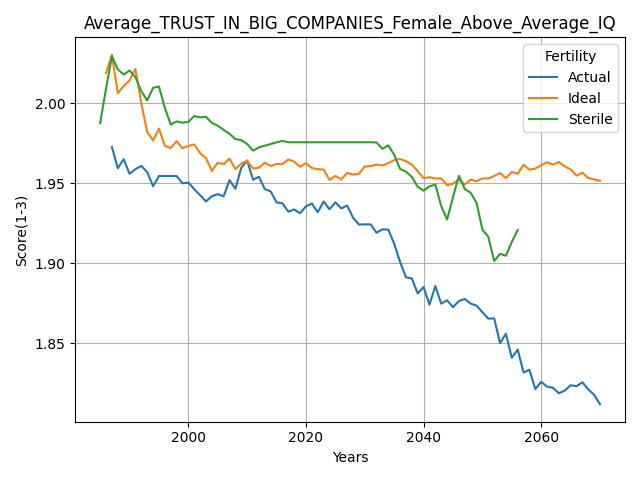 Average_TRUST_IN_BIG_COMPANIES_Female_Above_Average_IQ
Fertility
Actual
Ideal
Sterile
Score(1-3)
2.00
1.95
1.90
1.85
2000
2020
2040
2060
Years